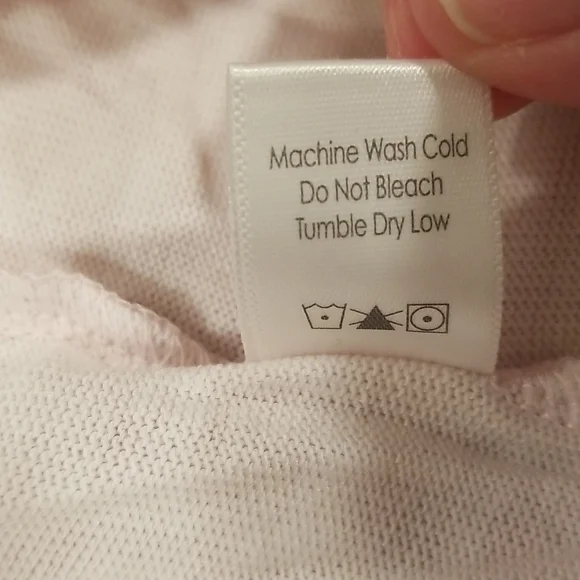 Machine Wash Cold
Do Not Bleach
Tumble Dry Low